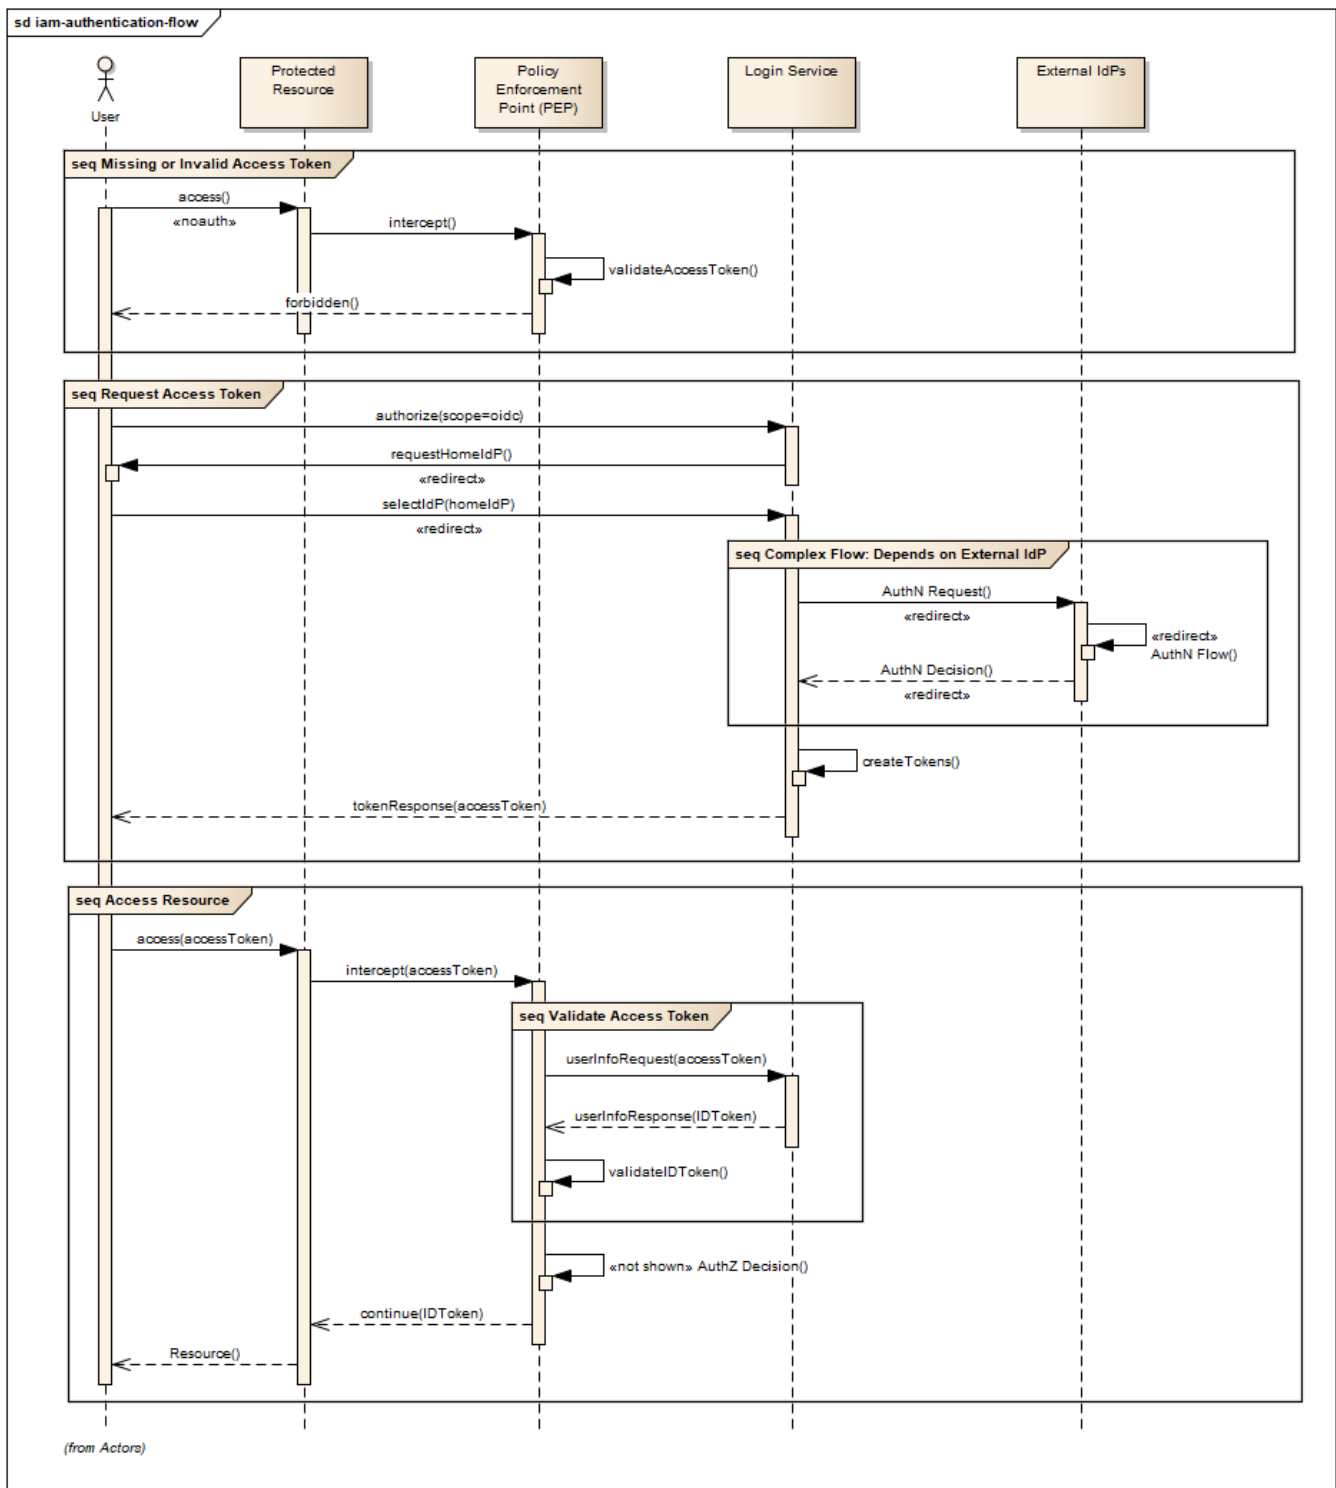 sd iam-authentication-flow
User
Protected
Resource
Policy
Enforcement
Point (PEP)
Login Service
External IdPs
seq Missing or Invalid Access Token
access()
«noauth»
intercept()
validateAccessToken()
forbidden()
seq Request Access Token
authorize(scope=oidc)
requestHomeIdP()
«redirect»
selectIdP(homeIdP)
«redirect»
seq Complex Flow: Depends on External IdP
AuthN Request()
«redirect»
«redirect»
AuthN Flow()
AuthN Decision()
«redirect»
createTokens()
tokenResponse(accessToken)
seq Access Resource
access(accessToken)
intercept(accessToken)
seq Validate Access Token
userInfoRequest(accessToken)
userInfoResponse(IDToken)
validateIDToken()
«not shown» AuthZ Decision()
continue(IDToken)
Resource()
(from Actors)